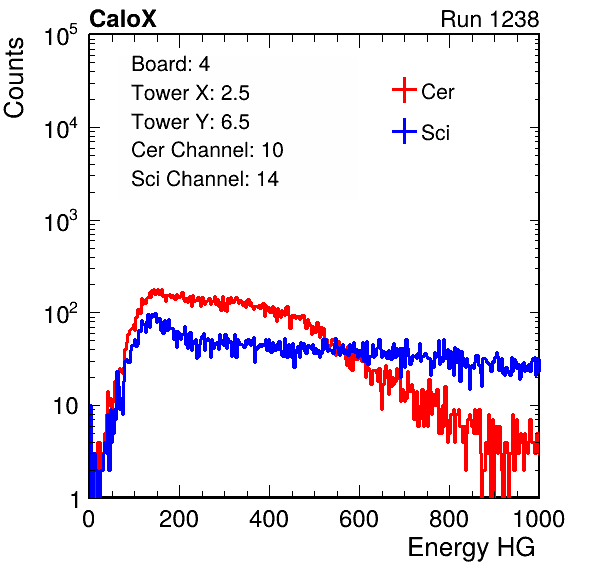 CaloX Run 1238
Counts
10^5
10^4
10^3
10^2
10
1
Board: 4
Tower X: 2.5
Tower Y: 6.5
Cer Channel: 10
Sci Channel: 14
Cer
Sci
0 200 400 600 800 1000
Energy HG